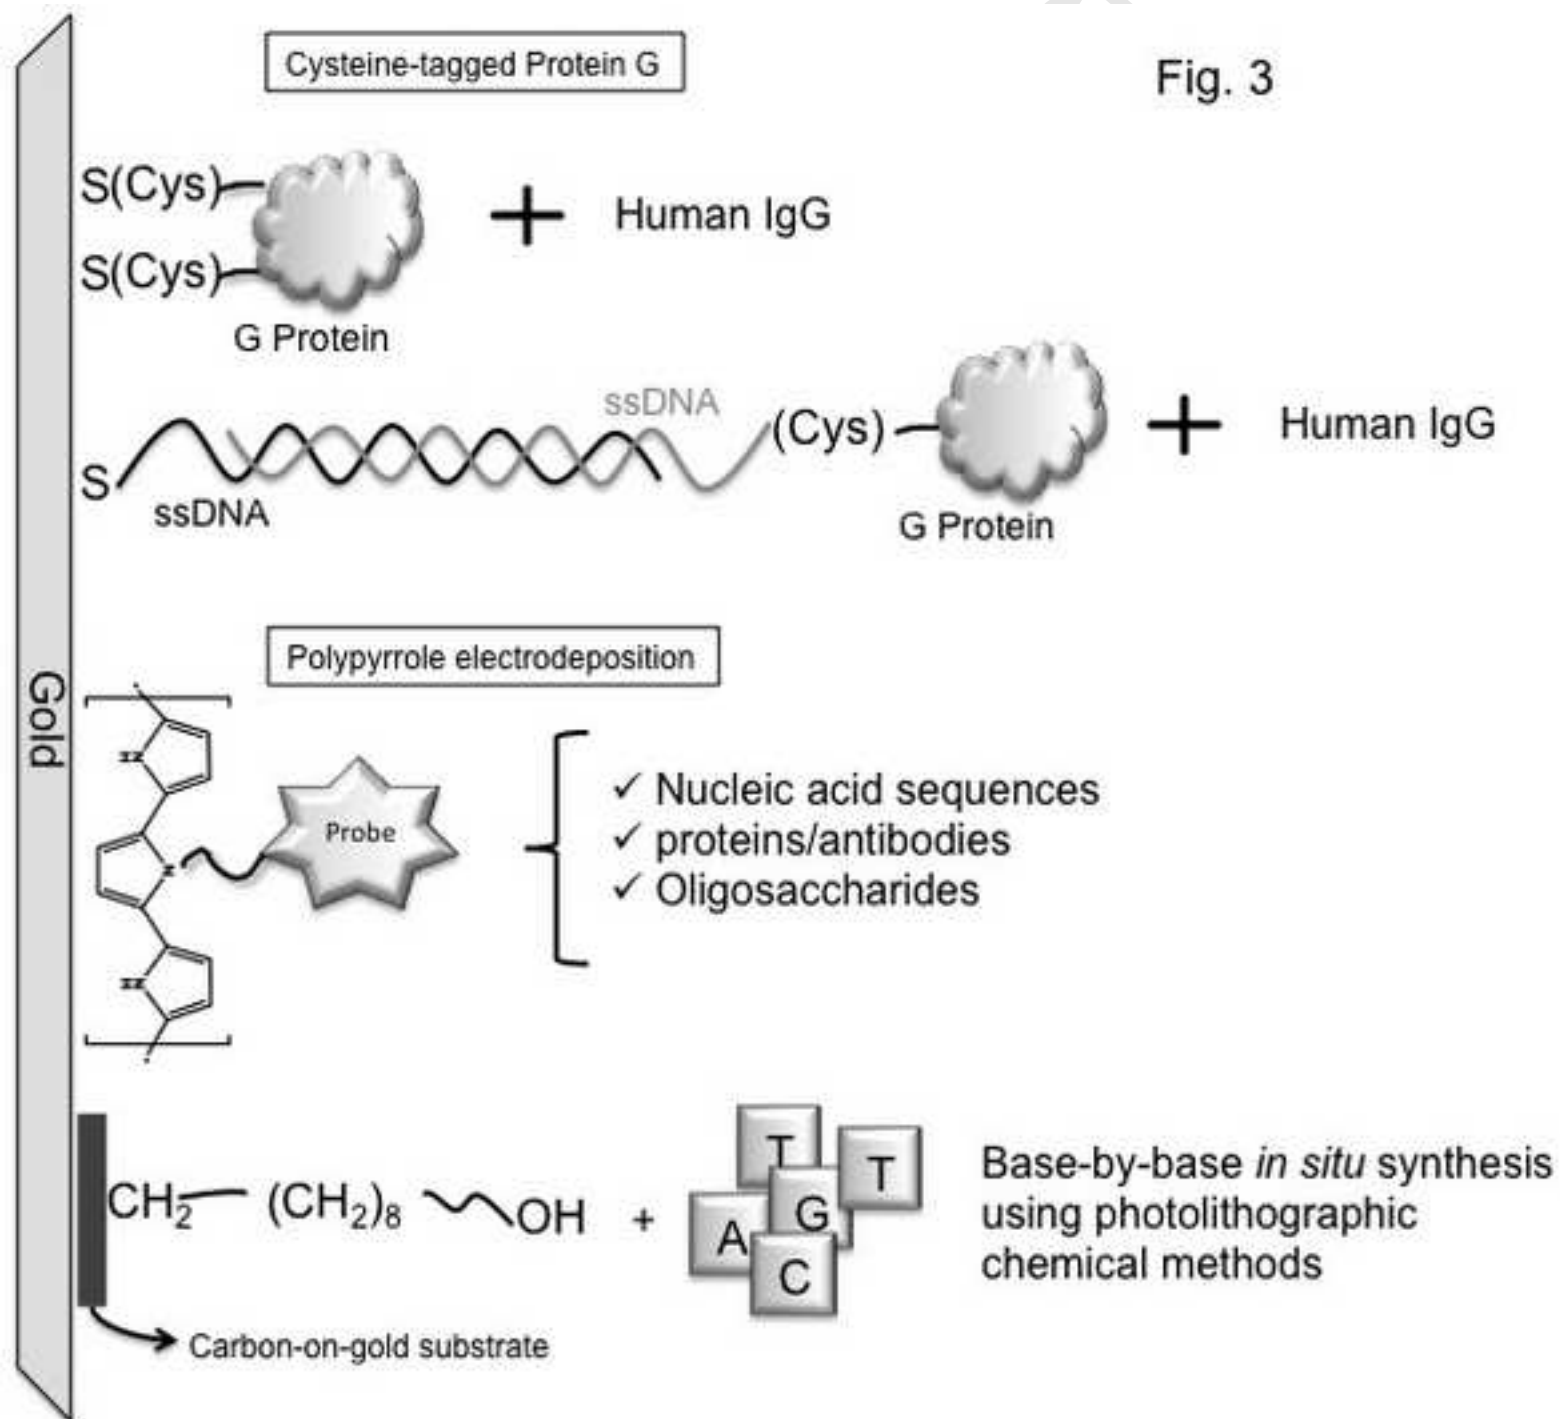 Fig. 3
Cysteine-tagged Protein G
S(Cys)
S(Cys)
G Protein
+ Human IgG
ssDNA
S
ssDNA
(Cys)
G Protein
+ Human IgG
Gold
Polypyrrole electrodeposition
Probe
✓ Nucleic acid sequences
✓ proteins/antibodies
✓ Oligosaccharides
CH₂ (CH₂)₈ OH +
T
T
A
G
C
Base-by-base in situ synthesis
using photolithographic
chemical methods
Carbon-on-gold substrate